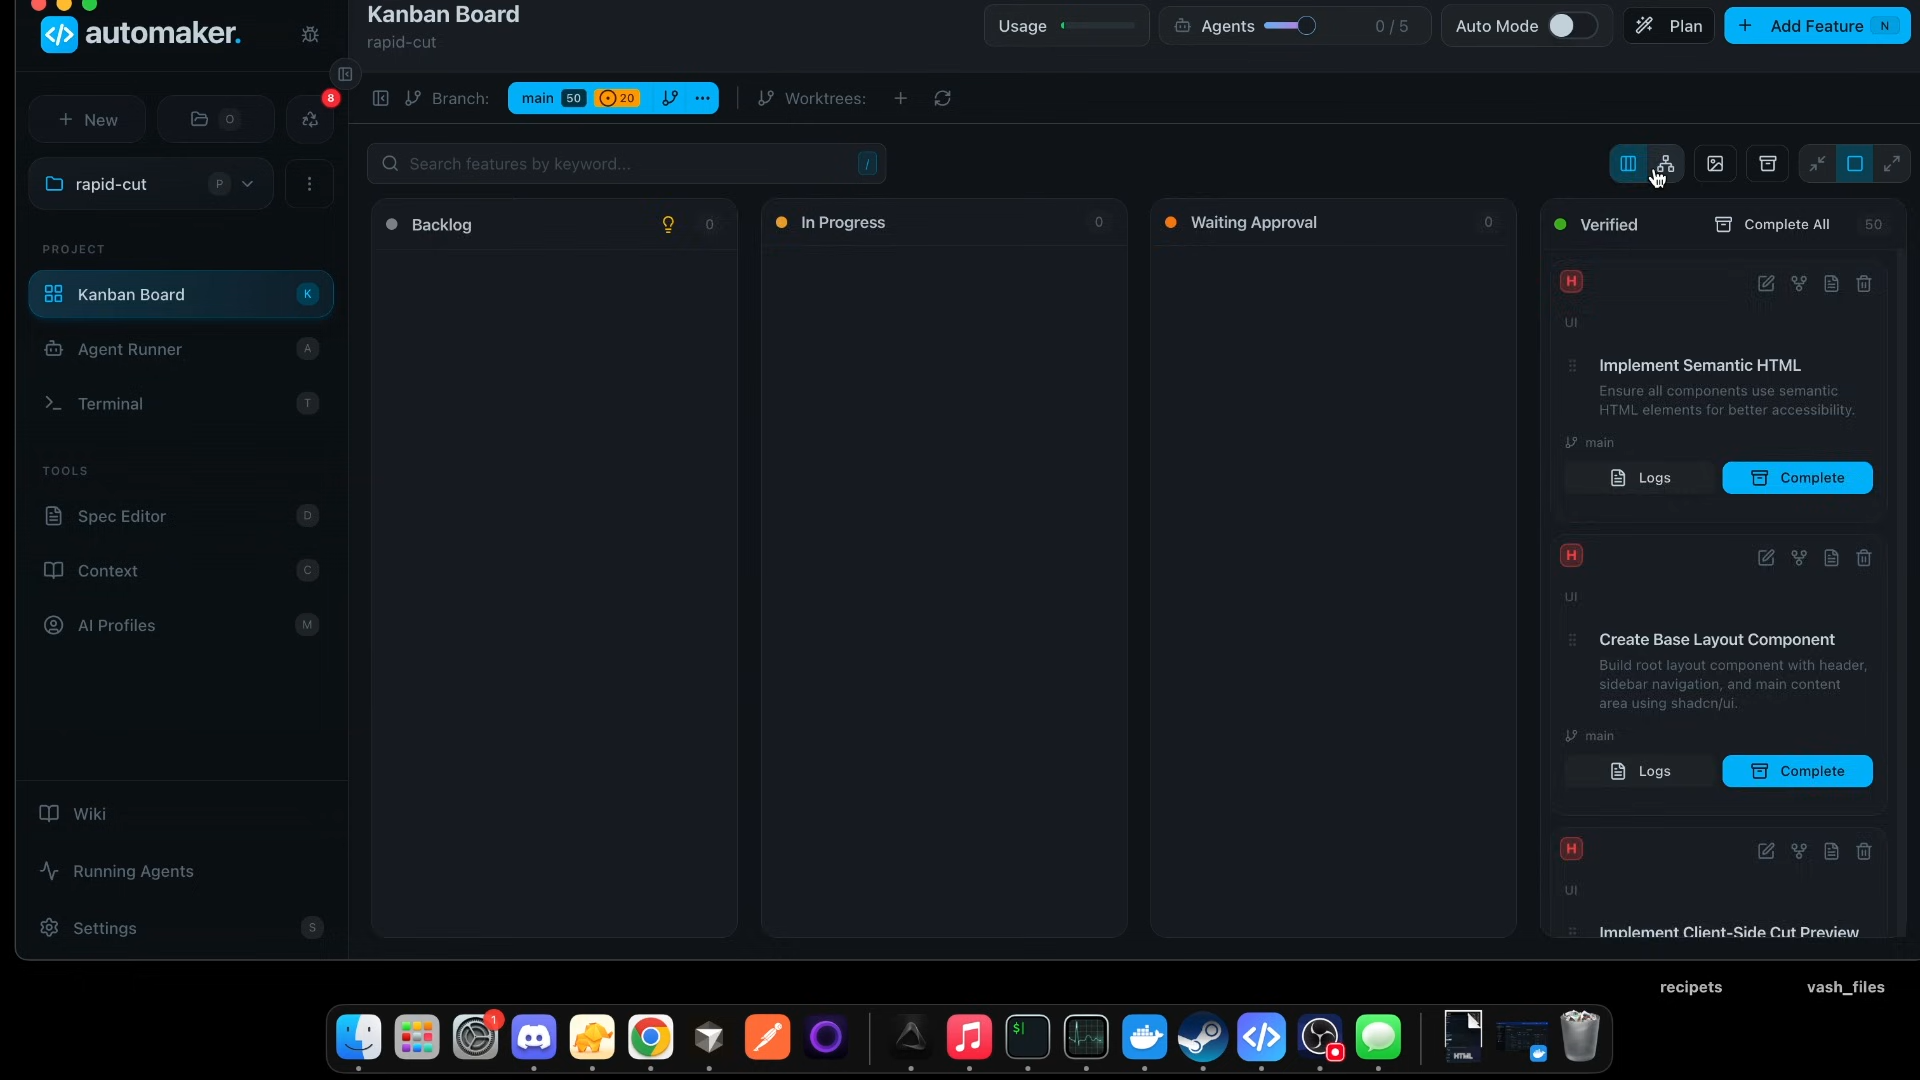 automaker.
Kanban Board
rapid-cut
Usage
Agents
0 / 5
Auto Mode
Plan
Add Feature N
New
O
8
Branch:
main 50 20
Worktrees:
rapid-cut P
Search features by keyword... /
PROJECT
Kanban Board K
Agent Runner A
Terminal T
TOOLS
Spec Editor D
Context C
AI Profiles M
Wiki
Running Agents
Settings S
Backlog 0
In Progress 0
Waiting Approval 0
Verified Complete All 50
H
UI
Implement Semantic HTML
Ensure all components use semantic
HTML elements for better accessibility.
main
Logs Complete
H
UI
Create Base Layout Component
Build root layout component with header,
sidebar navigation, and main content
area using shadcn/ui.
main
Logs Complete
H
UI
Implement Client-Side Cut Preview
recipets vash_files
1
$
HTML